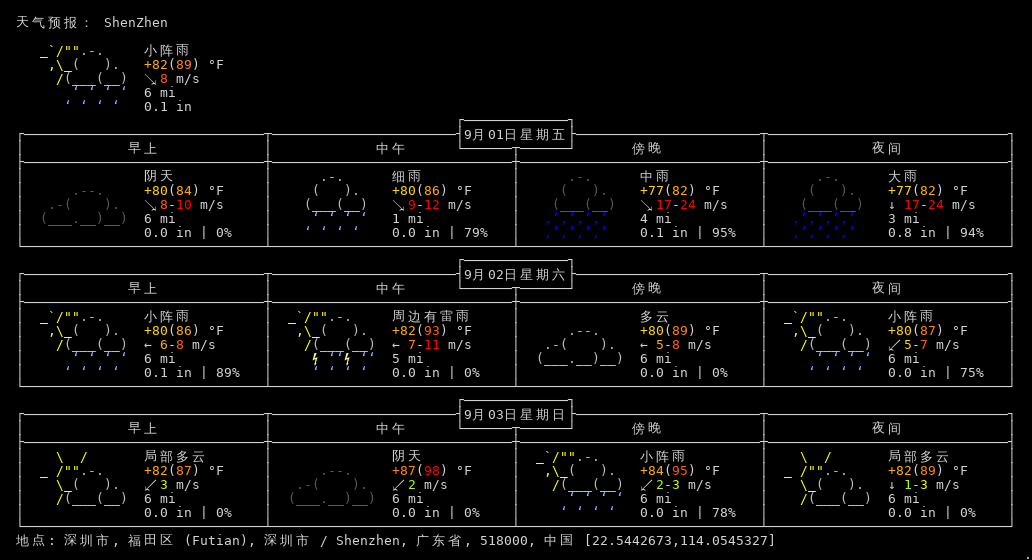 天气预报： ShenZhen
小阵雨
+82(89) °F
↘8 m/s
6 mi
0.1 in
9月01日星期五
早上 中午 傍晚 夜间
阴天 细雨 中雨 大雨
+80(84) °F +80(86) °F +77(82) °F +77(82) °F
↘8-10 m/s ↘9-12 m/s ↘17-24 m/s ↓ 17-24 m/s
6 mi 1 mi 4 mi 3 mi
0.0 in | 0% 0.0 in | 79% 0.1 in | 95% 0.8 in | 94%
9月02日星期六
早上 中午 傍晚 夜间
小阵雨 周边有雷雨 多云 小阵雨
+80(86) °F +82(93) °F +80(89) °F +80(87) °F
← 6-8 m/s ← 7-11 m/s ← 5-8 m/s ↙5-7 m/s
6 mi 5 mi 6 mi 6 mi
0.1 in | 89% 0.0 in | 0% 0.0 in | 0% 0.0 in | 75%
9月03日星期日
早上 中午 傍晚 夜间
局部多云 阴天 小阵雨 局部多云
+82(87) °F +87(98) °F +84(95) °F +82(89) °F
↙3 m/s ↙2 m/s ↙2-3 m/s ↓ 1-3 m/s
6 mi 6 mi 6 mi 6 mi
0.0 in | 0% 0.0 in | 0% 0.0 in | 78% 0.0 in | 0%
地点: 深圳市, 福田区 (Futian), 深圳市 / Shenzhen, 广东省, 518000, 中国 [22.5442673,114.0545327]